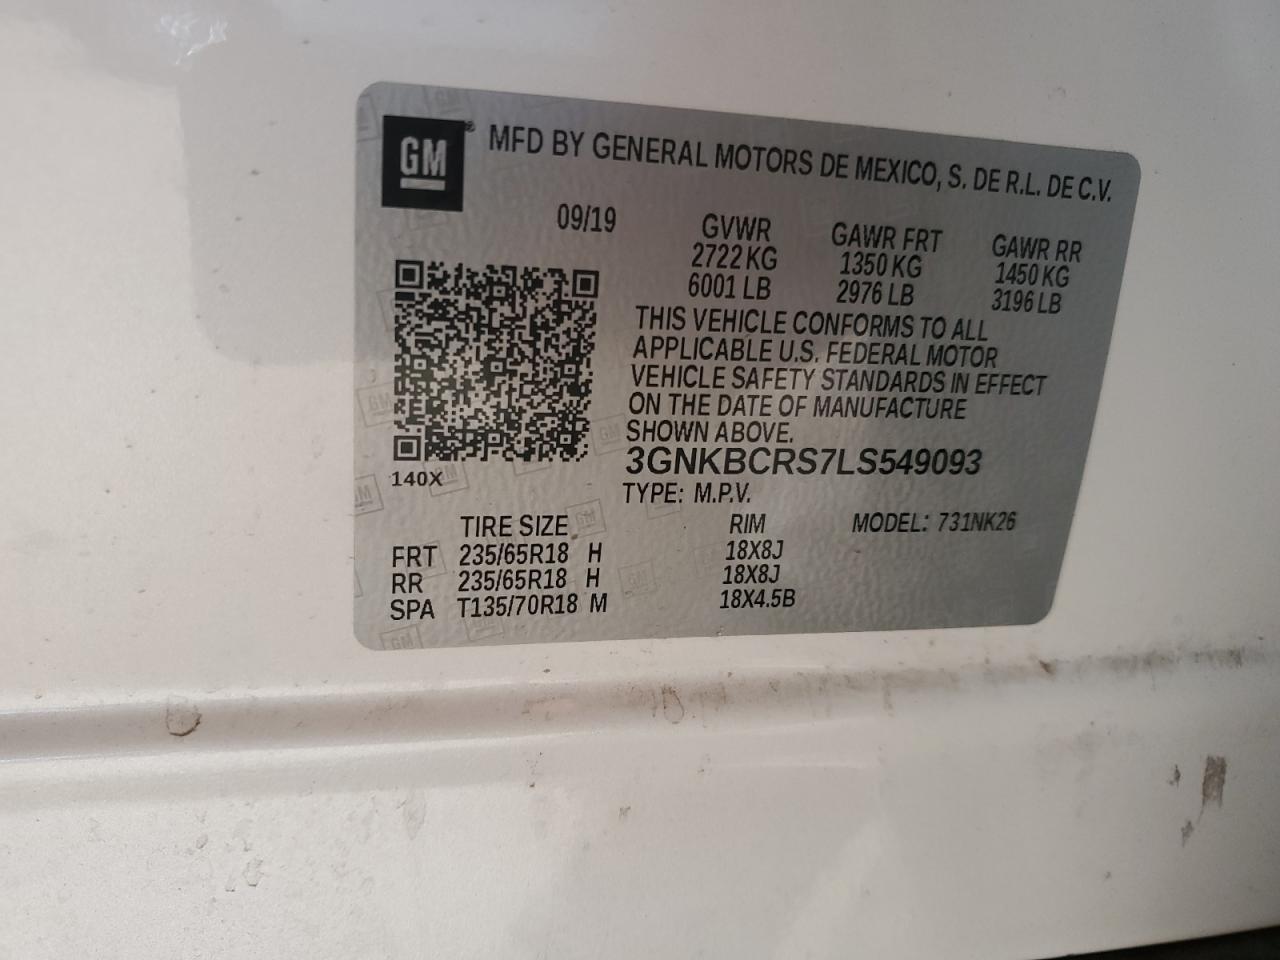 GM ® MFD BY GENERAL MOTORS DE MEXICO, S. DE R.L. DE C.V.
09/19 GVWR GAWR FRT GAWR RR
2722 KG 1350 KG 1450 KG
6001 LB 2976 LB 3196 LB
THIS VEHICLE CONFORMS TO ALL
APPLICABLE U.S. FEDERAL MOTOR
VEHICLE SAFETY STANDARDS IN EFFECT
ON THE DATE OF MANUFACTURE
SHOWN ABOVE.
3GNKBCRS7LS549093
140X
TYPE: M.P.V.
TIRE SIZE RIM MODEL: 731NK26
FRT 235/65R18 H 18X8J
RR 235/65R18 H 18X8J
SPA T135/70R18 M 18X4.5B